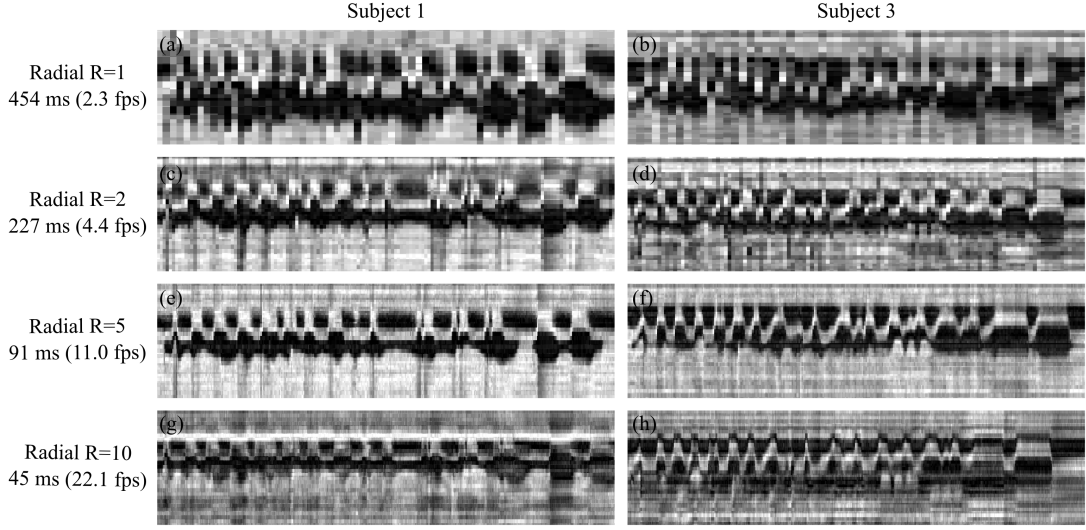 Subject 1
Subject 3
Radial R=1
454 ms (2.3 fps)
(a)
(b)
Radial R=2
227 ms (4.4 fps)
(c)
(d)
Radial R=5
91 ms (11.0 fps)
(e)
(f)
Radial R=10
45 ms (22.1 fps)
(g)
(h)